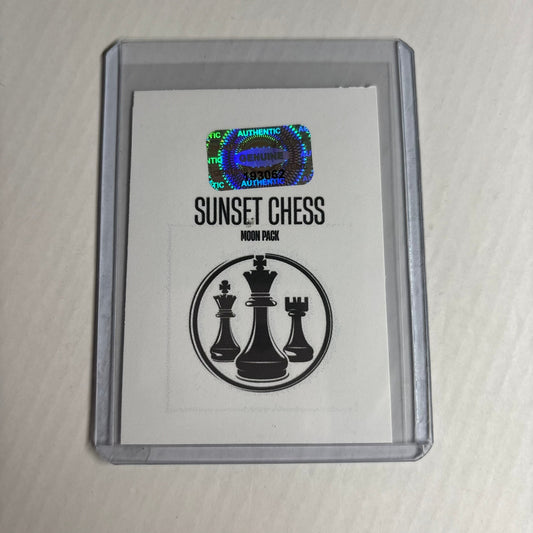 AUTHENTIC
GENUINE
193062
AUTHENTIC
SUNSET CHESS
MOON PACK